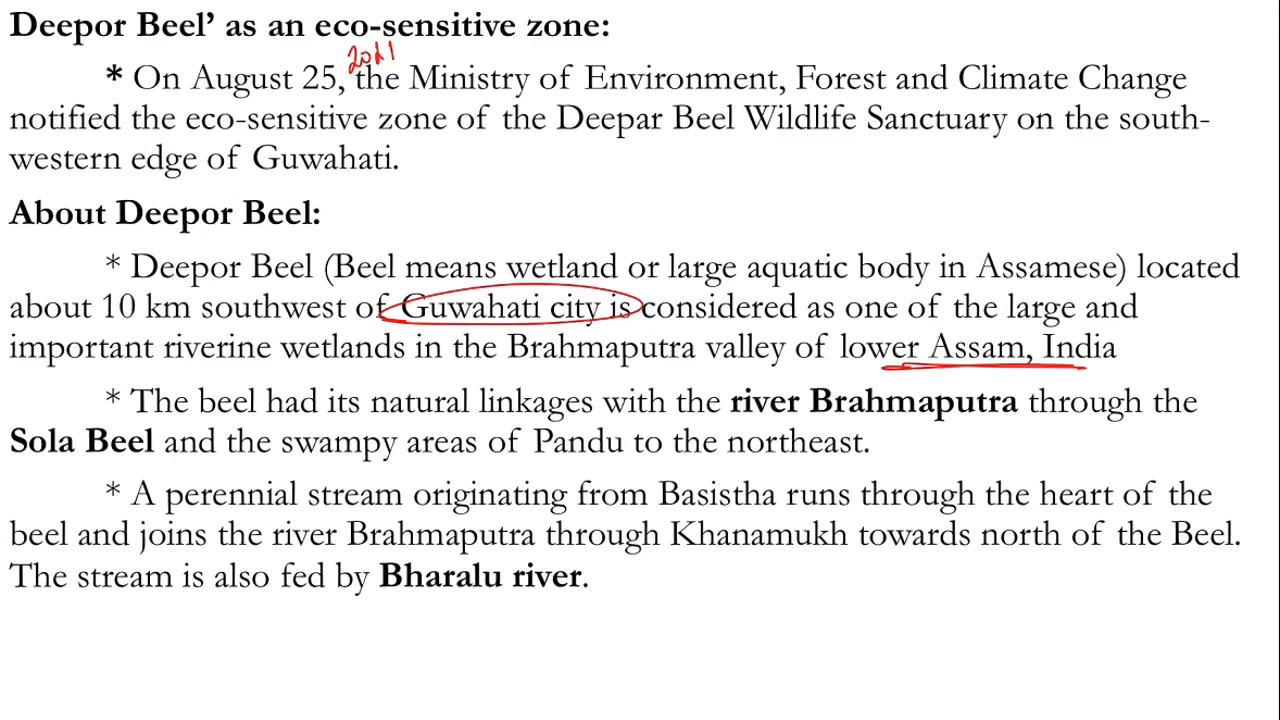 Deepor Beel’ as an eco-sensitive zone:
2021
* On August 25, the Ministry of Environment, Forest and Climate Change
notified the eco-sensitive zone of the Deepar Beel Wildlife Sanctuary on the south-
western edge of Guwahati.
About Deepor Beel:
* Deepor Beel (Beel means wetland or large aquatic body in Assamese) located
about 10 km southwest of Guwahati city is considered as one of the large and
important riverine wetlands in the Brahmaputra valley of lower Assam, India
* The beel had its natural linkages with the river Brahmaputra through the
Sola Beel and the swampy areas of Pandu to the northeast.
* A perennial stream originating from Basistha runs through the heart of the
beel and joins the river Brahmaputra through Khanamukh towards north of the Beel.
The stream is also fed by Bharalu river.